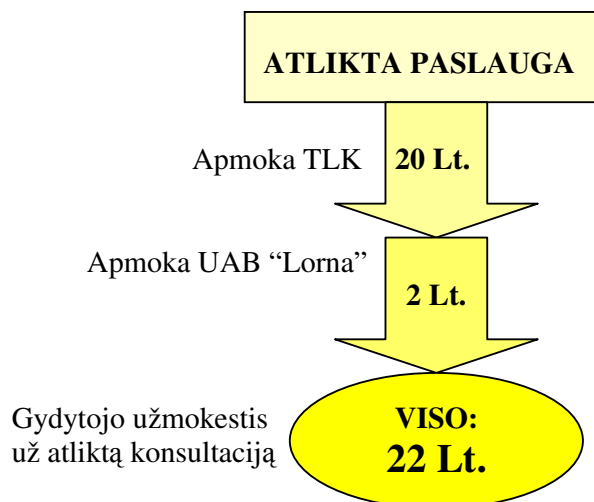 ATLIKTA PASLAUGA
Apmoka TLK
20 Lt.
Apmoka UAB “Lorna”
2 Lt.
Gydytojo užmokestis
už atliktą konsultaciją
VISO:
22 Lt.